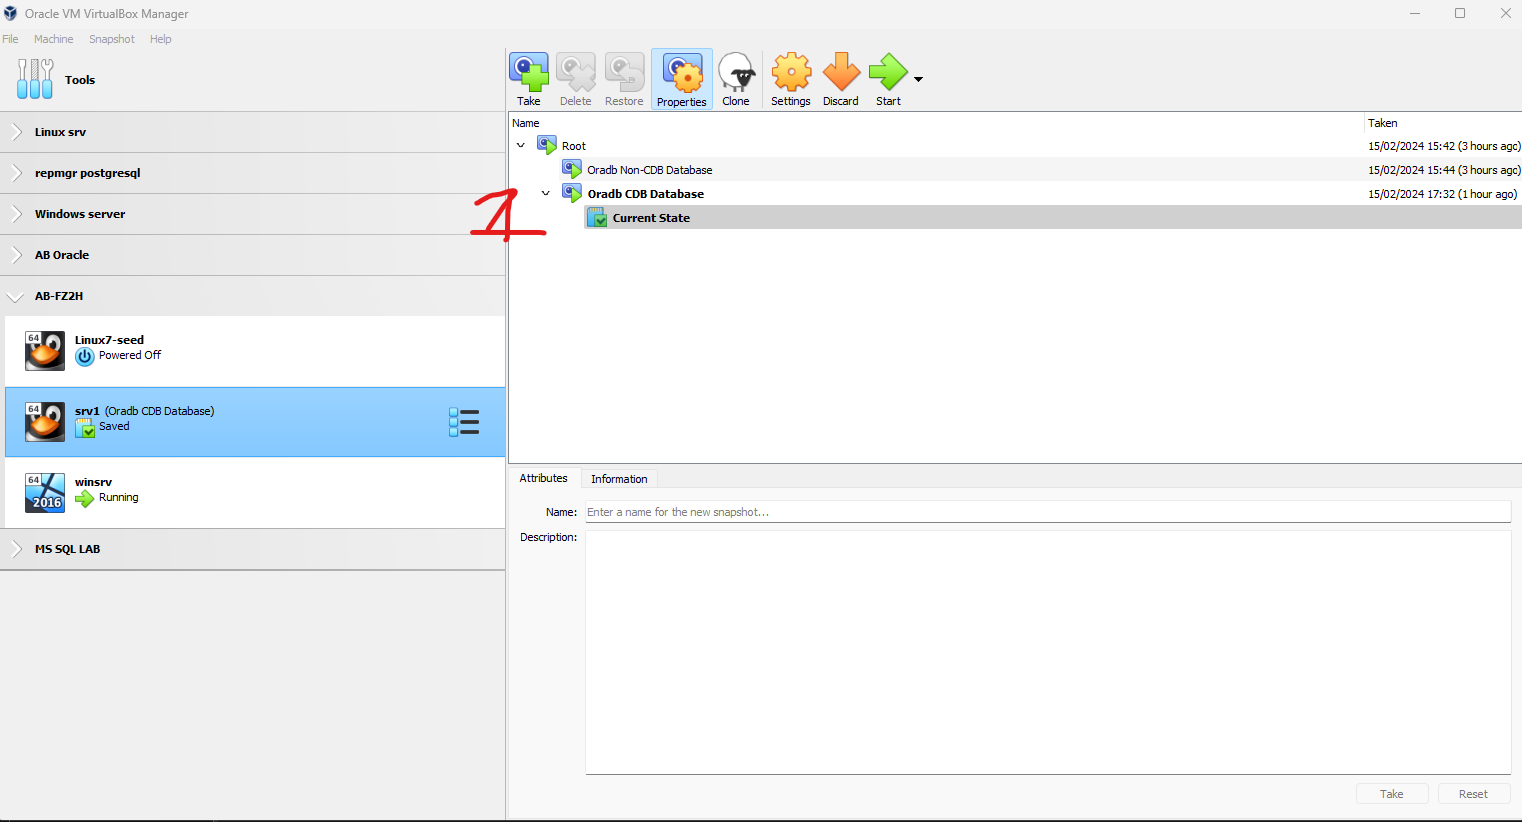 Oracle VM VirtualBox Manager
File Machine Snapshot Help
Tools
Linux srv
repmgr postgresql
Windows server
AB Oracle
AB-FZ2H
64
Linux7-seed
Powered Off
64
srv1 (Oradb CDB Database)
Saved
64
2016
winsrv
Running
MS SQL LAB
Take Delete Restore Properties Clone Settings Discard Start
Name Taken
Root 15/02/2024 15:42 (3 hours ago)
Oradb Non-CDB Database 15/02/2024 15:44 (3 hours ago)
1
Oradb CDB Database 15/02/2024 17:32 (1 hour ago)
Current State
Attributes Information
Name: Enter a name for the new snapshot...
Description:
Take Reset